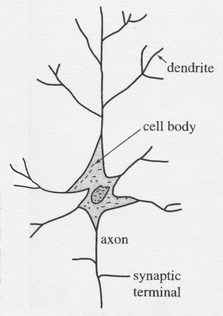 dendrite
cell body
axon
synaptic
terminal